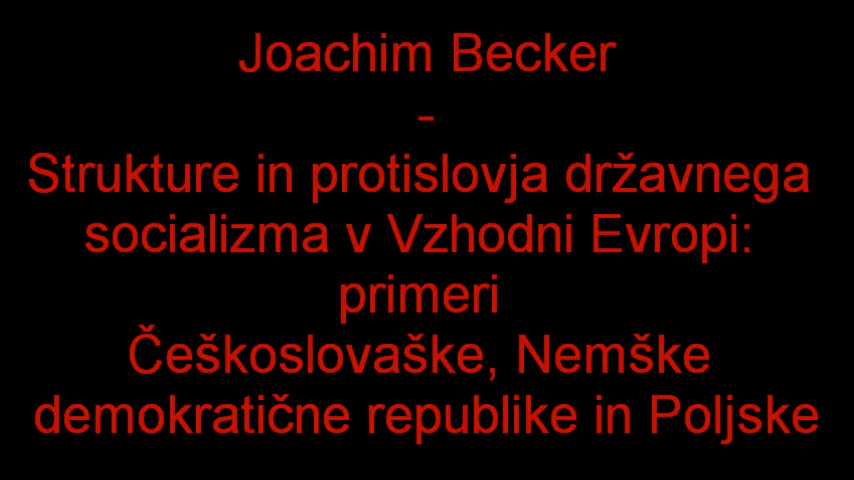 Joachim Becker
-
Strukture in protislovja državnega
socializma v Vzhodni Evropi:
primeri
Češkoslovaške, Nemške
demokratične republike in Poljske